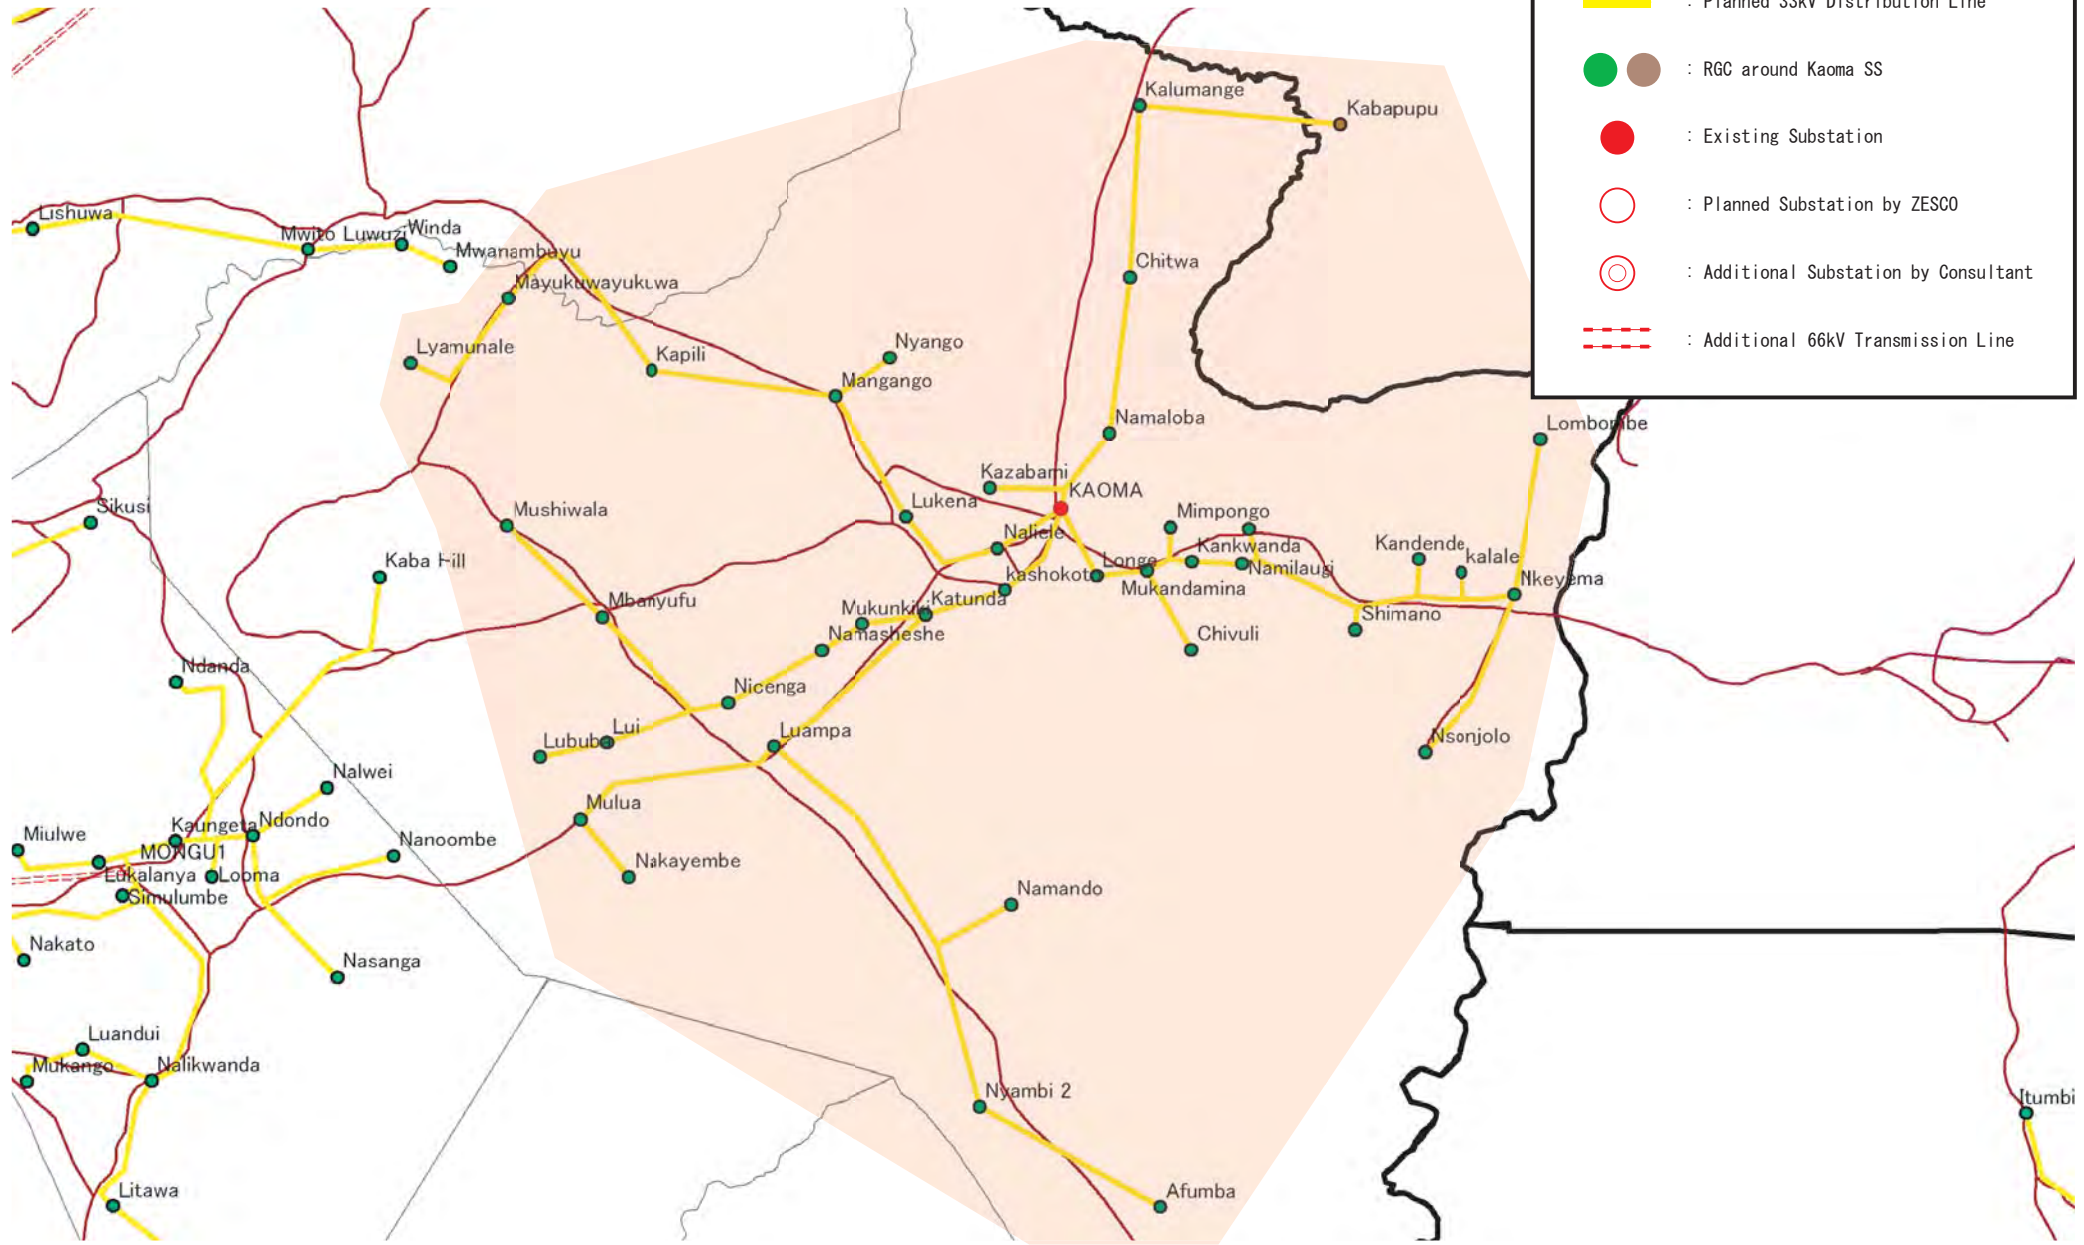 : Planned 33kV Distribution Line
: RGC around Kaoma SS
: Existing Substation
: Planned Substation by ZESCO
: Additional Substation by Consultant
: Additional 66kV Transmission Line
Kalumange
Kabapupu
Lishuwa
Mwito Luwuzi
Winda
Mwanambuyu
Mayukuwayukuwa
Chitwa
Lyamunale
Kapili
Nyango
Mangango
Namaloba
Lombombe
Kazabami
KAOMA
Sikusi
Mushiwala
Lukena
Mimpongo
Naliele
Kankwanda
Kandende
kalale
Kaba Hill
kashokoto
Longe
Namilaugi
Nkeyema
Mukandamina
Mbanyufu
Mukunkiki
Katunda
Shimano
Namasheshe
Chivuli
Ndanda
Nicenga
Lububa
Lui
Luampa
Nsonjolo
Nalwei
Mulua
Miulwe
Kaungeta
Ndondo
Nanoombe
MONGU1
Lukalanya
Looma
Simulumbe
Nakayembe
Namando
Nakato
Nasanga
Luandui
Mukango
Nalikwanda
Nyambi 2
Itumbi
Litawa
Afumba